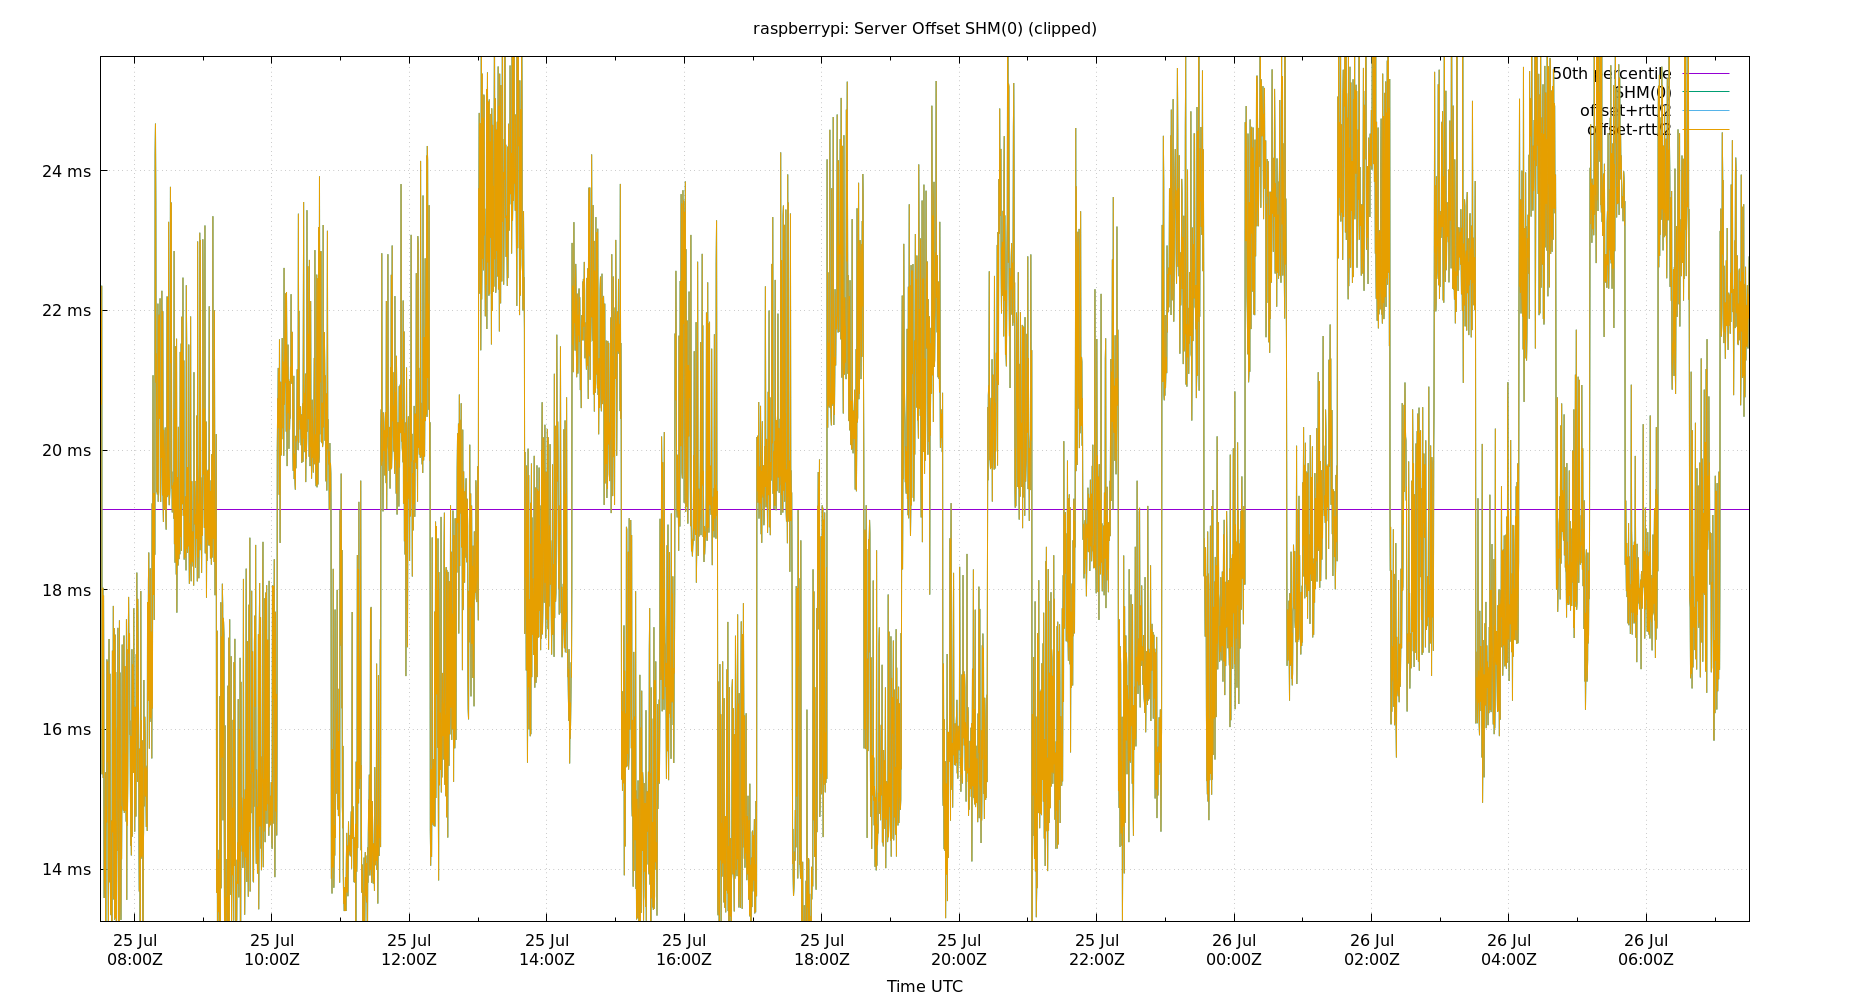 raspberrypi: Server Offset SHM(0) (clipped)
50th percentile
SHM(0)
offset+rtt/2
offset-rtt/2
24 ms
22 ms
20 ms
18 ms
16 ms
14 ms
25 Jul 25 Jul 25 Jul 25 Jul 25 Jul 25 Jul 25 Jul 25 Jul 26 Jul 26 Jul 26 Jul 26 Jul
08:00Z 10:00Z 12:00Z 14:00Z 16:00Z 18:00Z 20:00Z 22:00Z 00:00Z 02:00Z 04:00Z 06:00Z
Time UTC